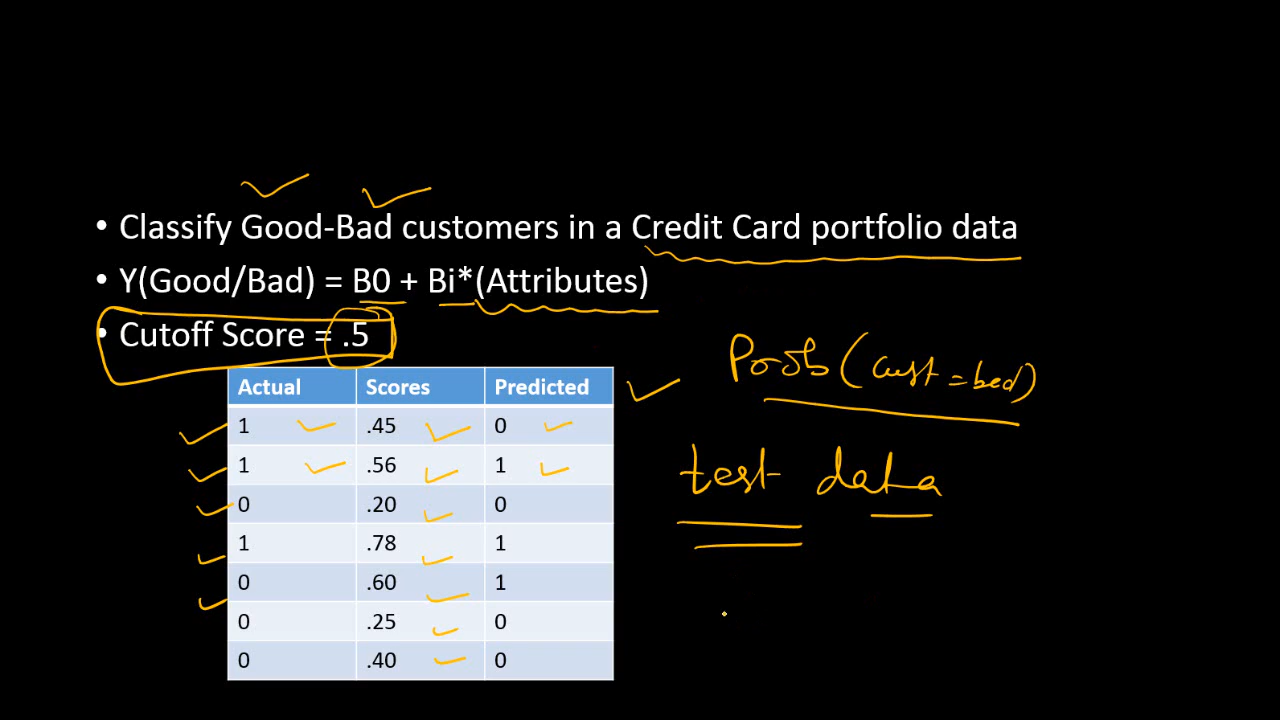 • Classify Good-Bad customers in a Credit Card portfolio data
• Y(Good/Bad) = B0 + Bi*(Attributes)
• Cutoff Score = .5
Actual Scores Predicted
1 .45 0
1 .56 1
0 .20 0
1 .78 1
0 .60 1
0 .25 0
0 .40 0
Prob(cust = bad)
test data